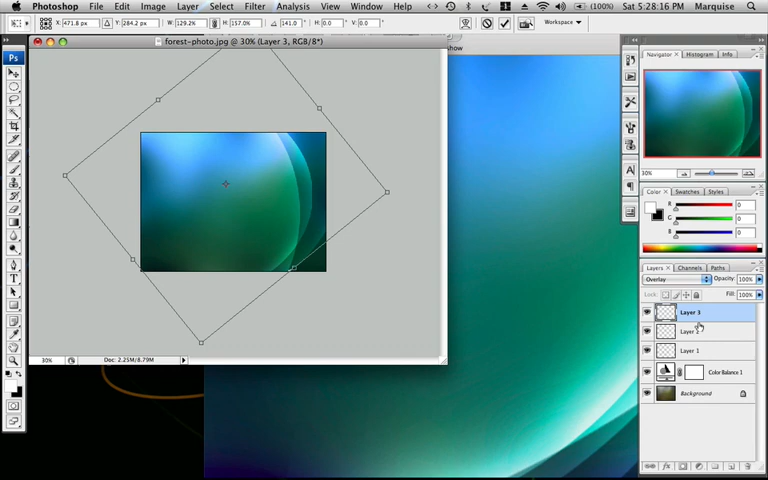 Photoshop File Edit Image Layer Select Filter Analysis View Window Help (100%) Sat 5:28:16 PM Marquise
X: 471.8 px Y: 284.2 px W: 129.2% H: 157.0% 141.0 ° H: 0.0 ° V: 0.0 ° Workspace
forest-photo.jpg @ 30% (Layer 3, RGB/8*)
show
Ps
30% Doc: 2.25M/8.79M
Navigator Histogram Info
30%
Color Swatches Styles
R 0
G 0
B 0
Layers Channels Paths
Overlay Opacity: 100%
Lock: Fill: 100%
Layer 3
Layer
Layer 1
Color Balance 1
Background